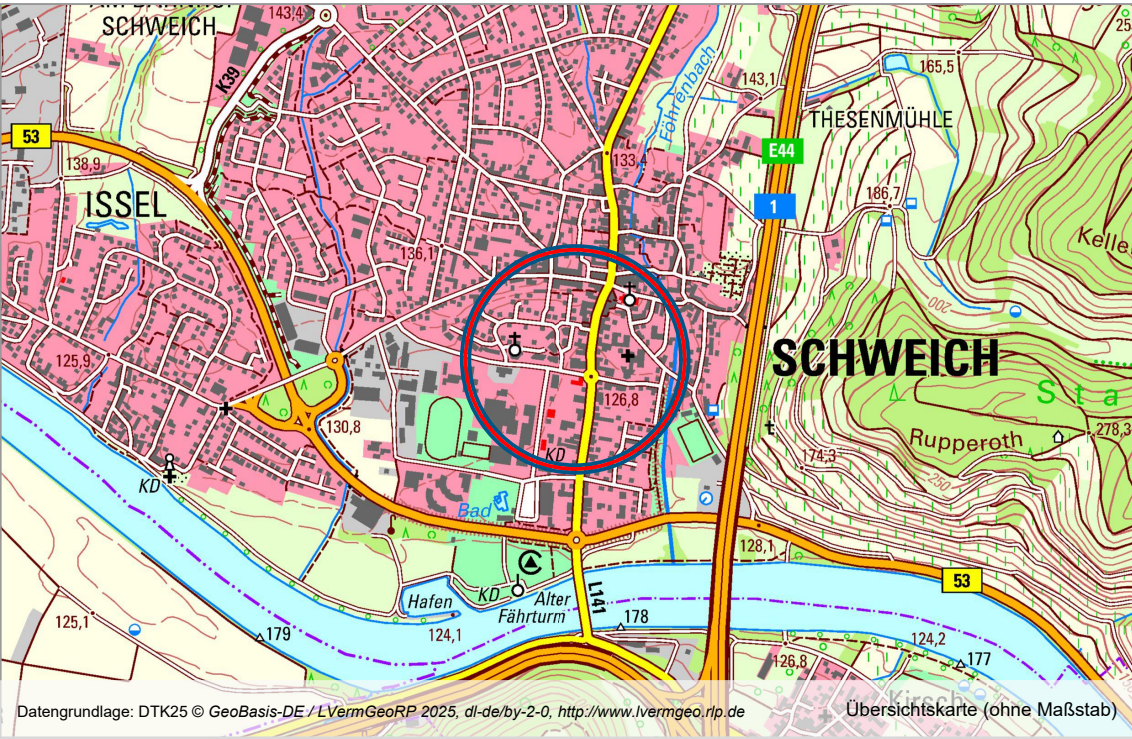 SCHWEICH
143,4
K39
53
138,9
ISSEL
136,1
133,4
Föhrenbach
143,1
E44
1
165,5
THESENMÜHLE
186,7
Kelle
200
SCHWEICH
Sta
278,3
Rupperoth
250
174,3
125,9
130,8
KD
126,8
KD
Bad
128,1
53
Hafen
124,1
KD
Alter
Fährturm
L141
178
179
125,1
124,2
177
126,8
Kirsch
Datengrundlage: DTK25 © GeoBasis-DE / LVermGeoRP 2025, dl-de/by-2-0, http://www.lvermgeo.rlp.de
Übersichtskarte (ohne Maßstab)